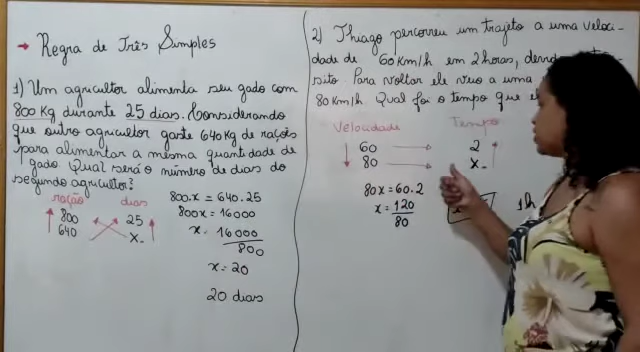 → Regra de Três Simples
1) Um agricultor alimenta seu gado com
800 Kg durante 25 dias. Considerando
que outro agricultor gaste 640 Kg de ração
para alimentar a mesma quantidade de
gado. Qual será o número de dias do
segundo agricultor?
ração dias
800 25
640 X
800.x = 640.25
800x = 16000
x = 16000
800
x = 20
20 dias
2) Thiago percorreu um trajeto a uma veloci-
dade de 60 km/h em 2 horas,
Para voltar ele veio a uma
80 km/h. Qual foi o tempo que
Velocidade Tempo
60 → 2
80 → X
80x = 60.2
x = 120
80
1h